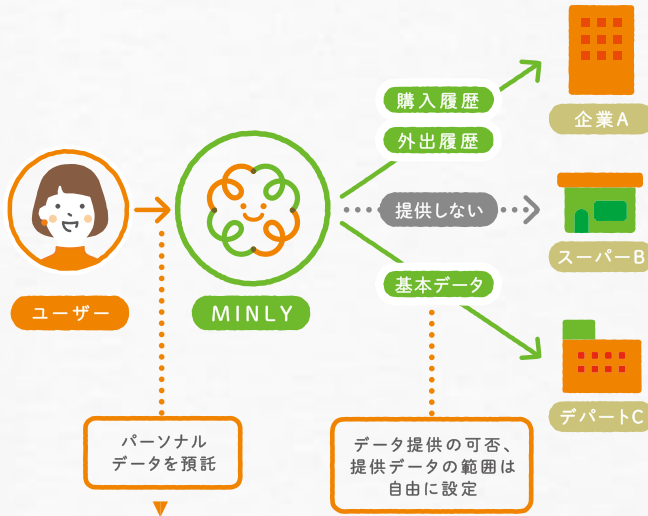 購入履歴
外出履歴
企業A
提供しない
スーパーB
基本データ
ユーザー
MINLY
デパートC
パーソナル
データを預託
データ提供の可否、
提供データの範囲は
自由に設定